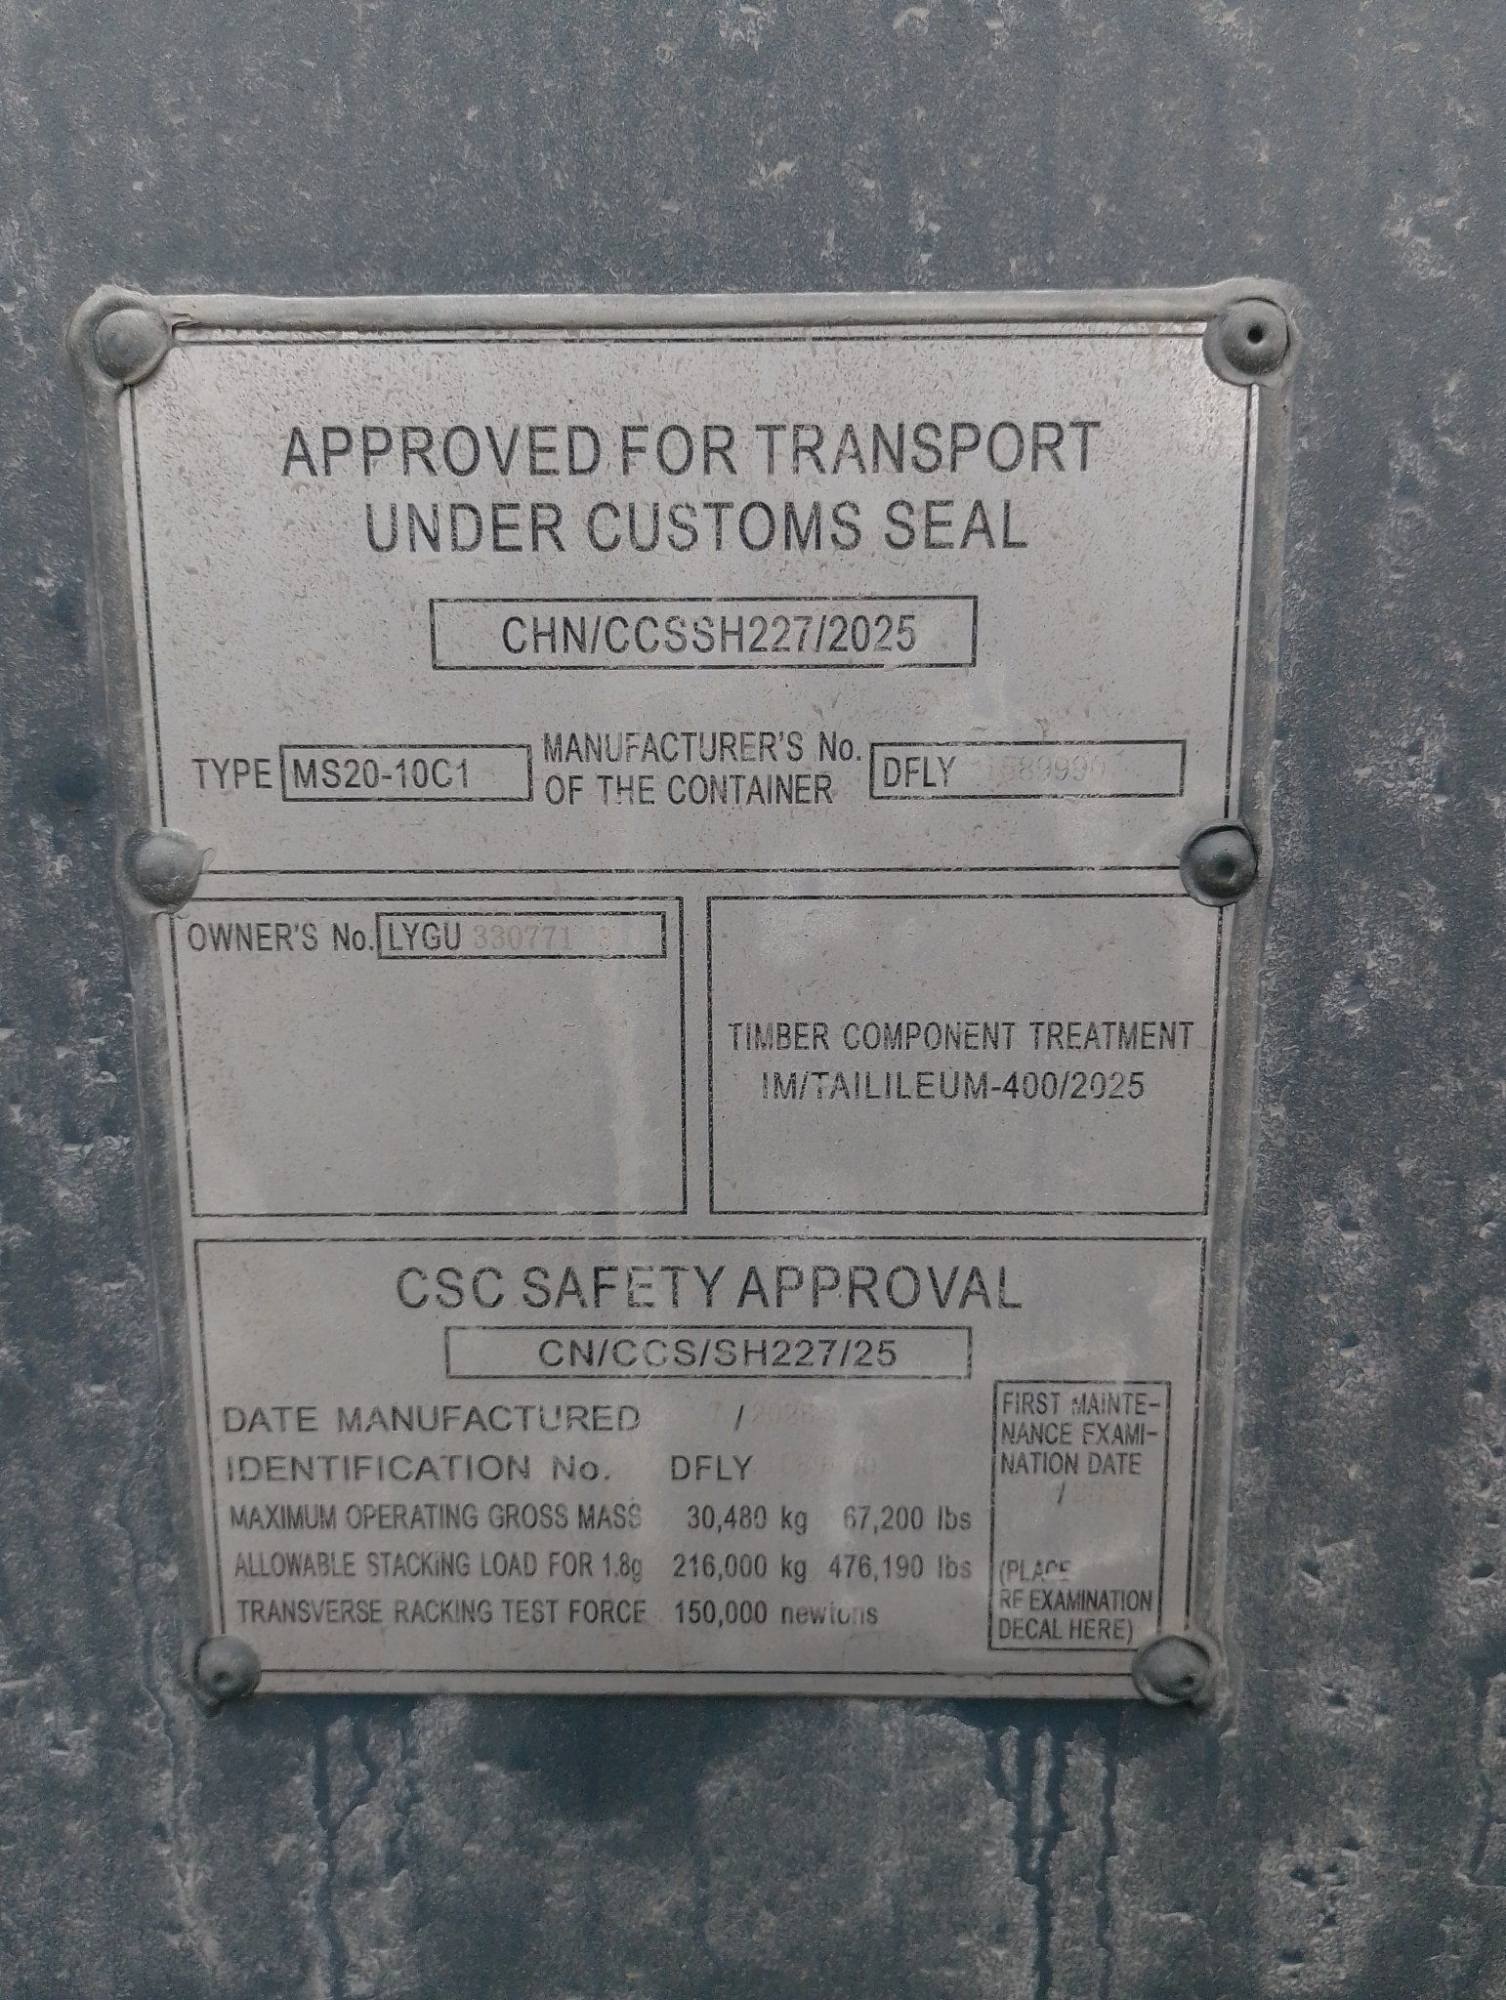 APPROVED FOR TRANSPORT
UNDER CUSTOMS SEAL
CHN/CCSSH227/2025
TYPE MS20-10C1
MANUFACTURER'S No.
OF THE CONTAINER
DFLY
OWNER'S No. LYGU 330771
TIMBER COMPONENT TREATMENT
IM/TAILILEUM-400/2025
CSC SAFETY APPROVAL
CN/CCS/SH227/25
DATE MANUFACTURED /
IDENTIFICATION No. DFLY
MAXIMUM OPERATING GROSS MASS 30,480 kg 67,200 lbs
ALLOWABLE STACKING LOAD FOR 1.8g 216,000 kg 476,190 lbs
TRANSVERSE RACKING TEST FORCE 150,000 newtons
FIRST MAINTE-
NANCE EXAMI-
NATION DATE
/
(PLACE
REEXAMINATION
DECAL HERE)